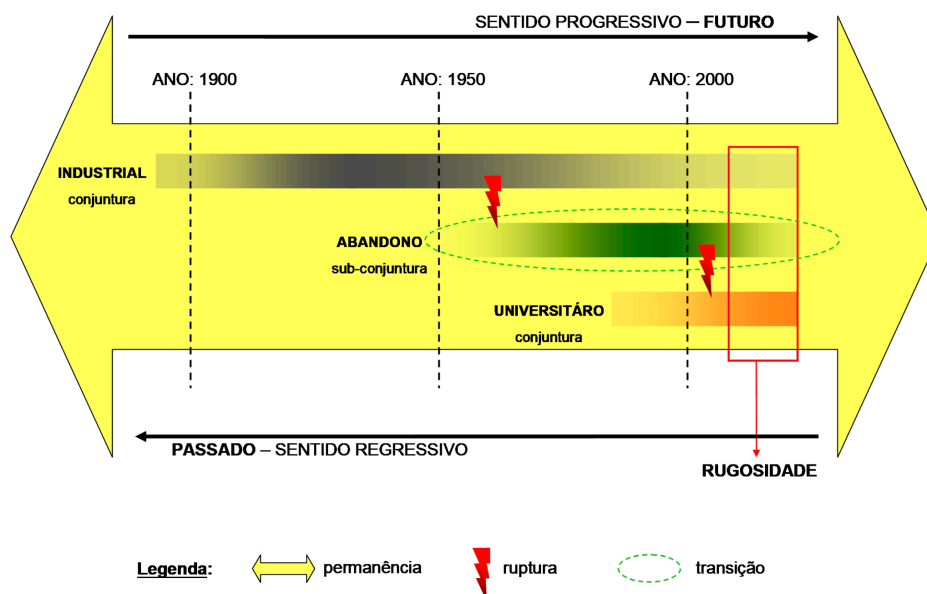 SENTIDO PROGRESSIVO – FUTURO
ANO: 1900
ANO: 1950
ANO: 2000
INDUSTRIAL
conjuntura
ABANDONO
sub-conjuntura
UNIVERSITÁRO
conjuntura
PASSADO – SENTIDO REGRESSIVO
RUGOSIDADE
Legenda:
permanência
ruptura
transição